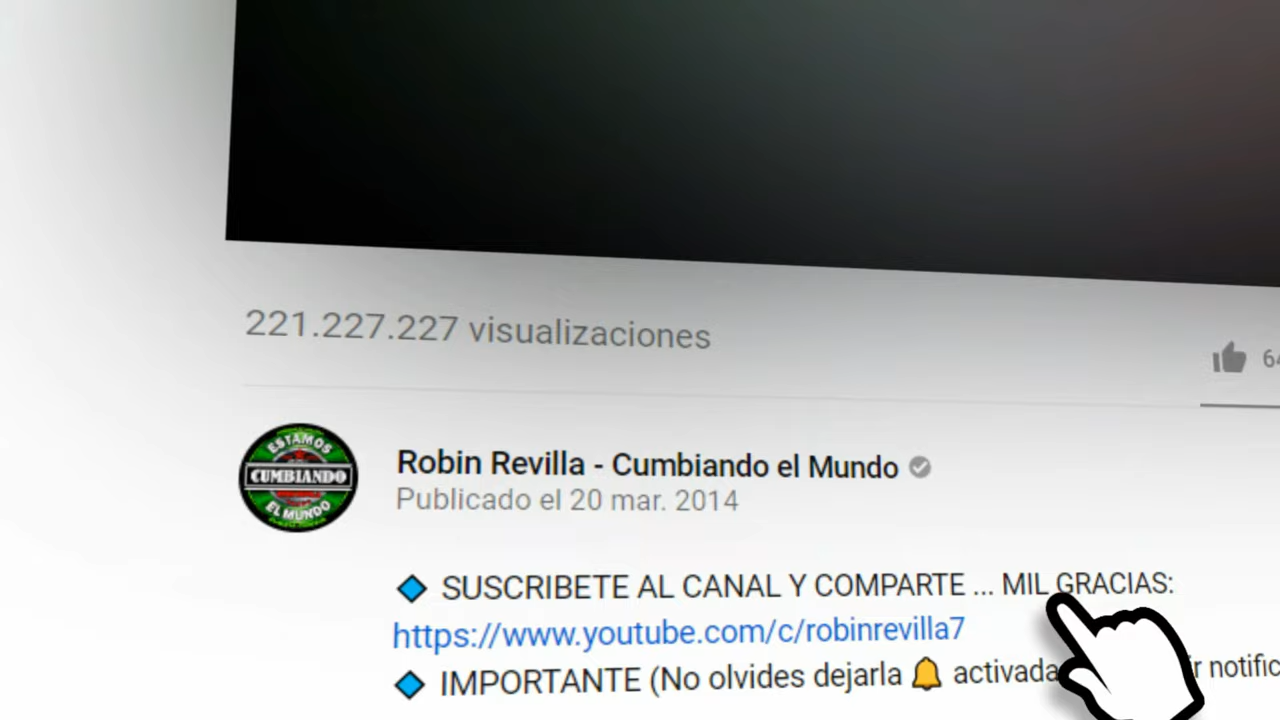 221.227.227 visualizaciones
64
ESTAMOS
CUMBIANDO
EL MUNDO
Robin Revilla - Cumbiando el Mundo
Publicado el 20 mar. 2014
SUSCRIBETE AL CANAL Y COMPARTE ... MIL GRACIAS:
https://www.youtube.com/c/robinrevilla7
IMPORTANTE (No olvides dejarla 🔔 activada